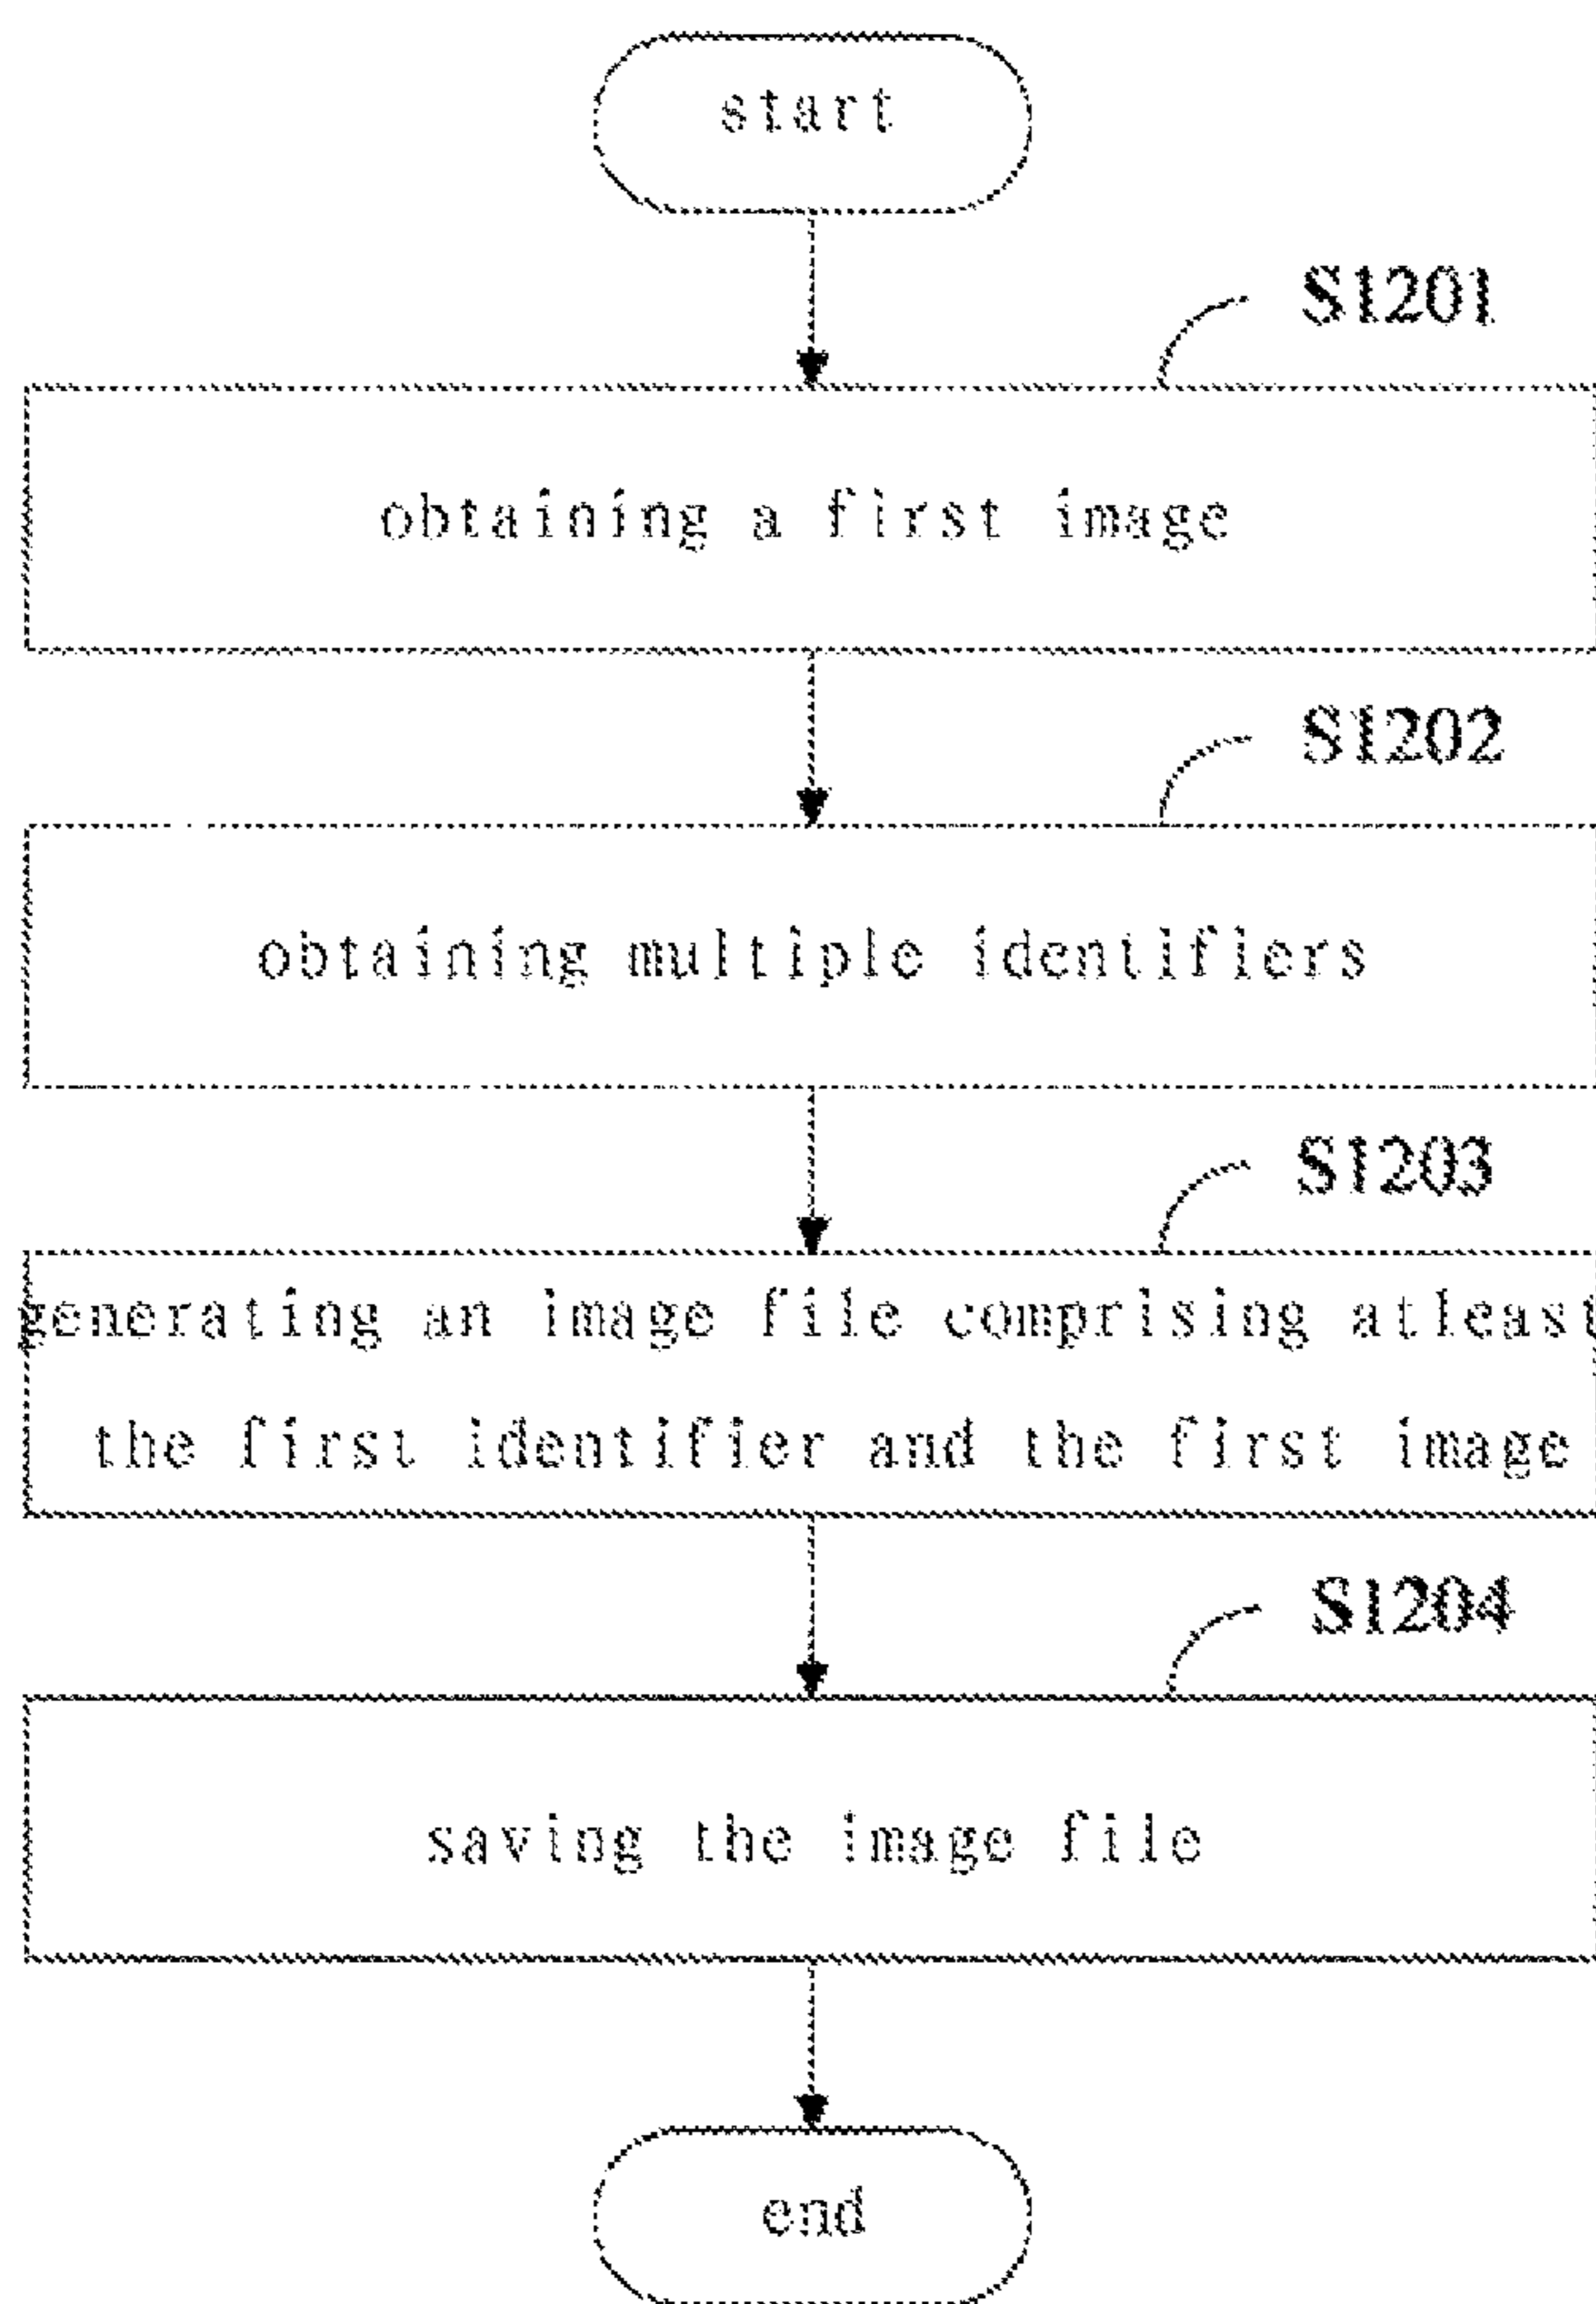 start
S1201
obtaining a first image
S1202
obtaining multiple identifiers
S1203
generating an image file comprising atleast
the first identifier and the first image
S1204
saving the image file
end